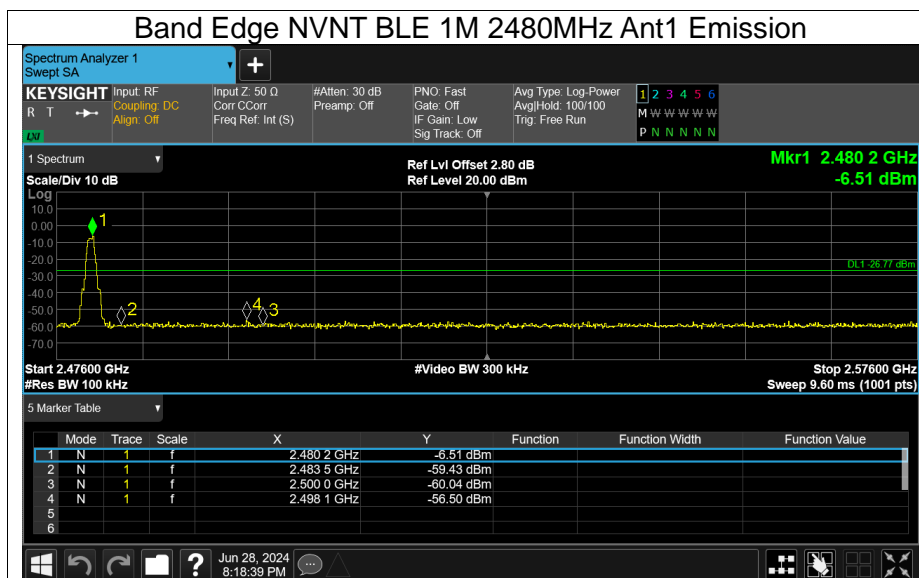 Band Edge NVNT BLE 1M 2480MHz Ant1 Emission
Spectrum Analyzer 1
Swept SA
+
KEYSIGHT
R T
LXI
Input: RF
Coupling: DC
Align: Off
Input Z: 50 Ω
Corr CCorr
Freq Ref: Int (S)
#Atten: 30 dB
Preamp: Off
PNO: Fast
Gate: Off
IF Gain: Low
Sig Track: Off
Avg Type: Log-Power
Avg|Hold: 100/100
Trig: Free Run
1 2 3 4 5 6
M W W W W W
P N N N N N
1 Spectrum
Scale/Div 10 dB
Ref Lvl Offset 2.80 dB
Ref Level 20.00 dBm
Mkr1 2.480 2 GHz
-6.51 dBm
Log
10.0
0.00
-10.0
-20.0
-30.0
-40.0
-50.0
-60.0
-70.0
1
2
4
3
DL1 -26.77 dBm
Start 2.47600 GHz
#Video BW 300 kHz
Stop 2.57600 GHz
#Res BW 100 kHz
Sweep 9.60 ms (1001 pts)
5 Marker Table
Mode Trace Scale X Y Function Function Width Function Value
1 N 1 f 2.480 2 GHz -6.51 dBm
2 N 1 f 2.483 5 GHz -59.43 dBm
3 N 1 f 2.500 0 GHz -60.04 dBm
4 N 1 f 2.498 1 GHz -56.50 dBm
5
6
?
Jun 28, 2024
8:18:39 PM